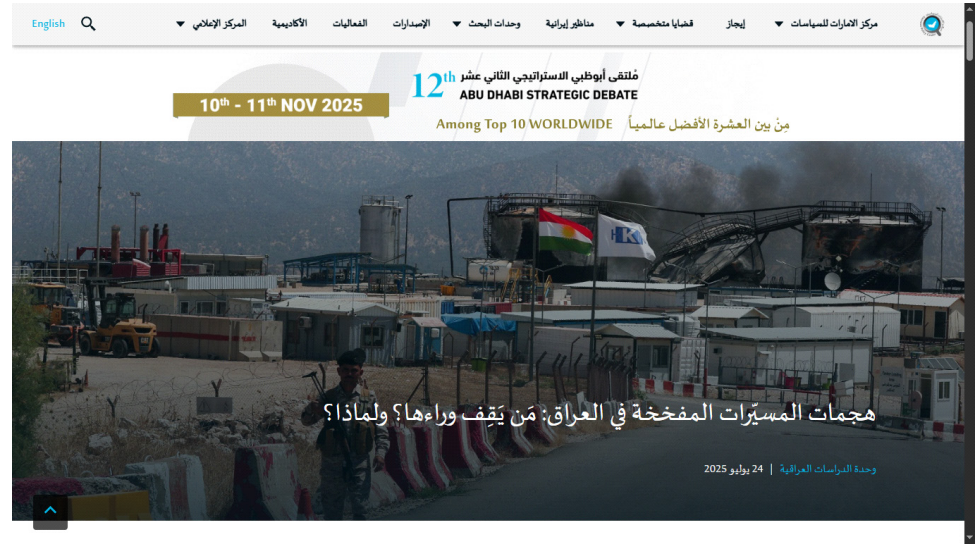 مركز الامارات للسياسات
إيجاز
قضايا متخصصة
مناظير إيرانية
وحدات البحث
الإصدارات
الفعاليات
الأكاديمية
المركز الإعلامي
English
مُلتقى أبوظبي الاستراتيجي الثاني عشر
12th ABU DHABI STRATEGIC DEBATE
10th - 11th NOV 2025
مِنْ بين العشرة الأفضل عالمياً Among Top 10 WORLDWIDE
هجمات المسيّرات المفخخة في العراق: مَن يَقِف وراءها؟ ولماذا؟
وحدة الدراسات العراقية | 24 يوليو 2025